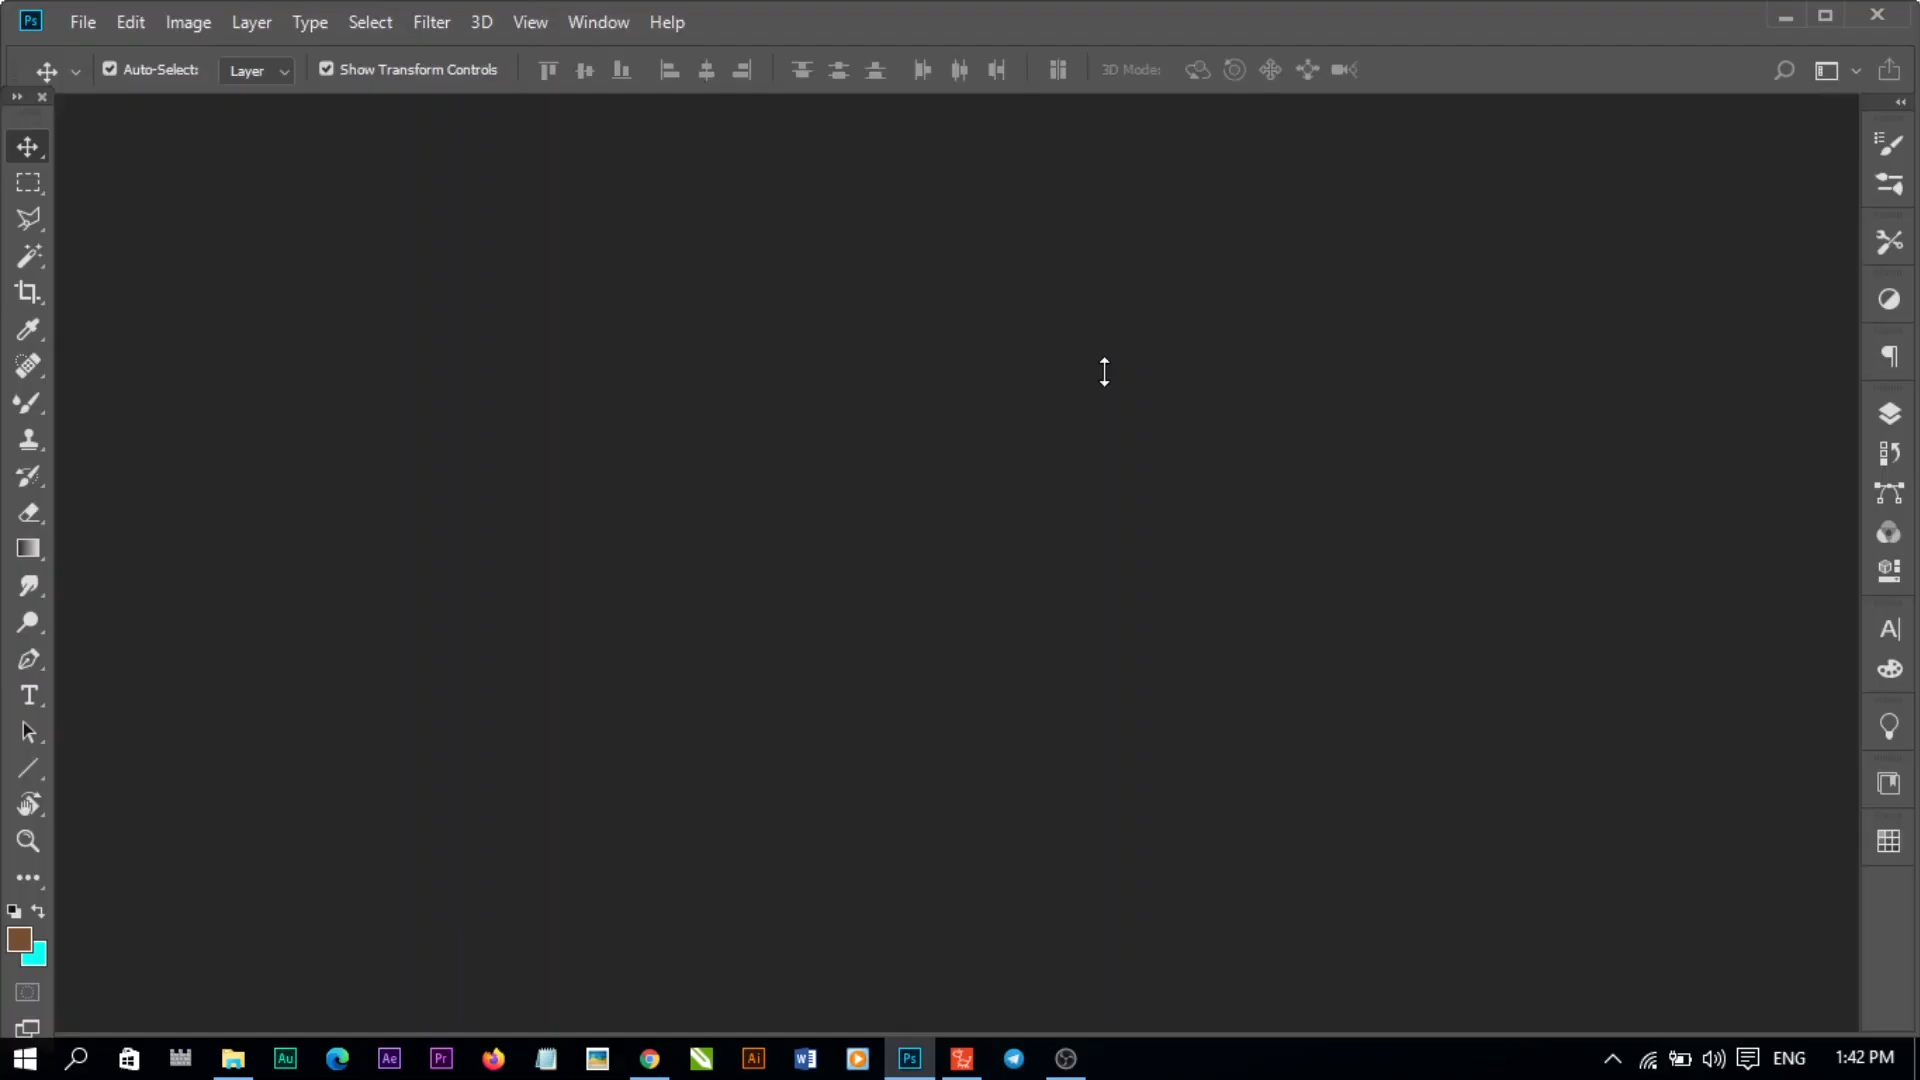 Ps File Edit Image Layer Type Select Filter 3D View Window Help
Auto-Select: Layer Show Transform Controls 3D Mode:
T
A
Au Ae Pr Ai W Ps ENG 1:42 PM